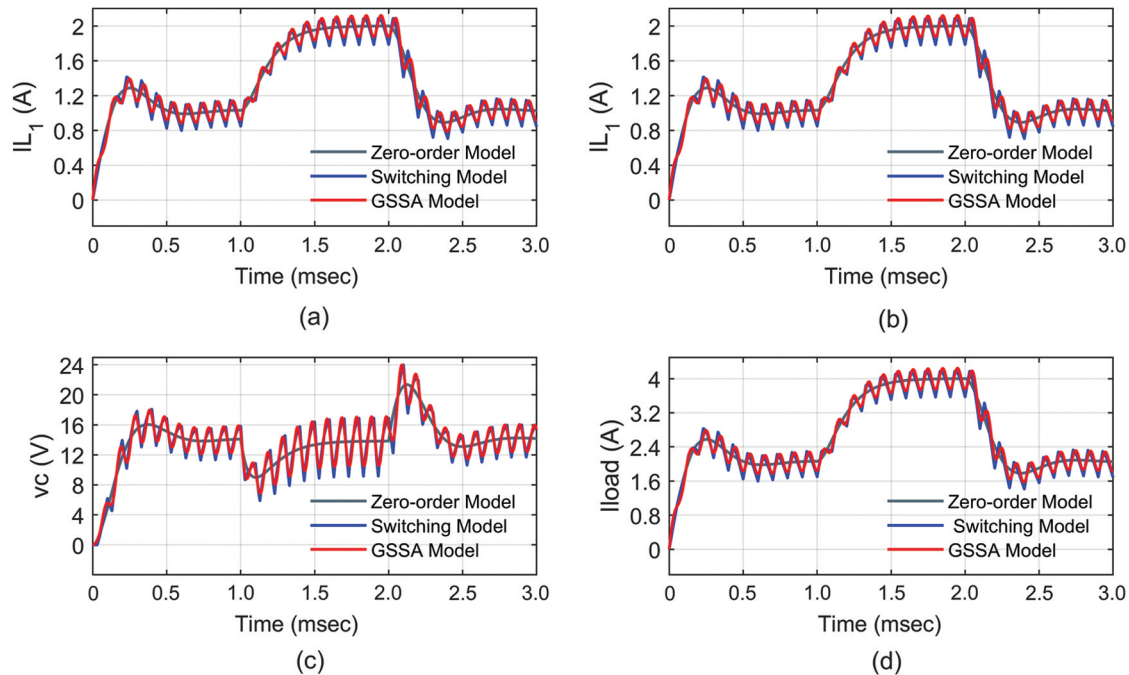 2
1.6
1.2
0.8
0.4
0
IL1 (A)
Zero-order Model
Switching Model
GSSA Model
0 0.5 1.0 1.5 2.0 2.5 3.0
Time (msec)
(a)
2
1.6
1.2
0.8
0.4
0
IL1 (A)
Zero-order Model
Switching Model
GSSA Model
0 0.5 1.0 1.5 2.0 2.5 3.0
Time (msec)
(b)
24
20
16
12
8
4
0
vc (V)
Zero-order Model
Switching Model
GSSA Model
0 0.5 1.0 1.5 2.0 2.5 3.0
Time (msec)
(c)
4
3.2
2.4
1.6
0.8
0
Iload (A)
Zero-order Model
Switching Model
GSSA Model
0 0.5 1.0 1.5 2.0 2.5 3.0
Time (msec)
(d)